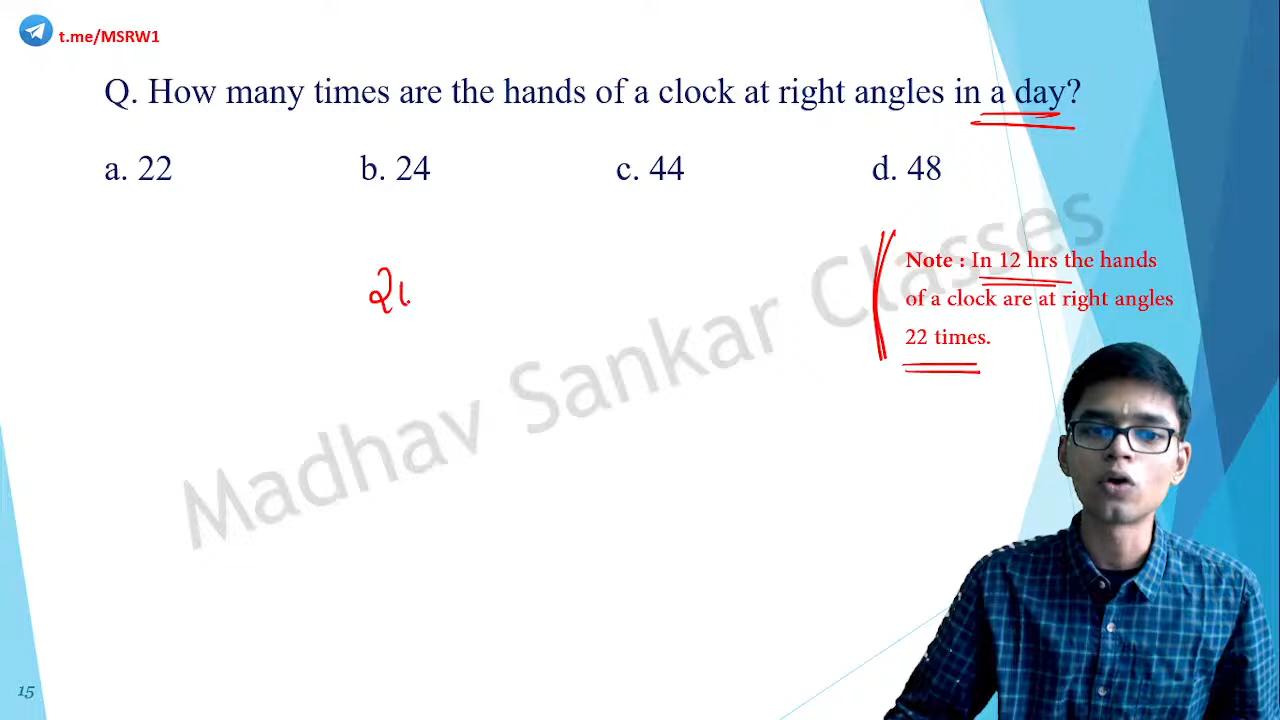 t.me/MSRW1
Q. How many times are the hands of a clock at right angles in a day?
a. 22 b. 24 c. 44 d. 48
Note : In 12 hrs the hands
of a clock are at right angles
22 times.
Madhav Sankar Classes
15